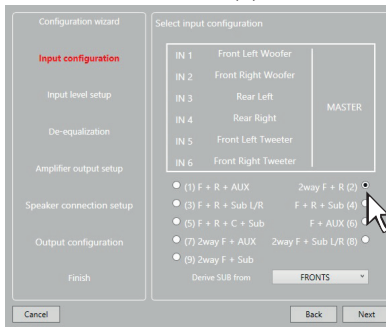 Configuration wizard
Input configuration
Input level setup
De-equalization
Amplifier output setup
Speaker connection setup
Output configuration
Finish
Cancel
Select input configuration
IN 1 Front Left Woofer
IN 2 Front Right Woofer
IN 3 Rear Left
IN 4 Rear Right
IN 5 Front Left Tweeter
IN 6 Front Right Tweeter
MASTER
(1) F + R + AUX 2way F + R (2)
(3) F + R + Sub L/R F + R + Sub (4)
(5) F + R + C + Sub F + AUX (6)
(7) 2way F + AUX 2way F + Sub L/R (8)
(9) 2way F + Sub
Derive SUB from FRONTS
Back Next